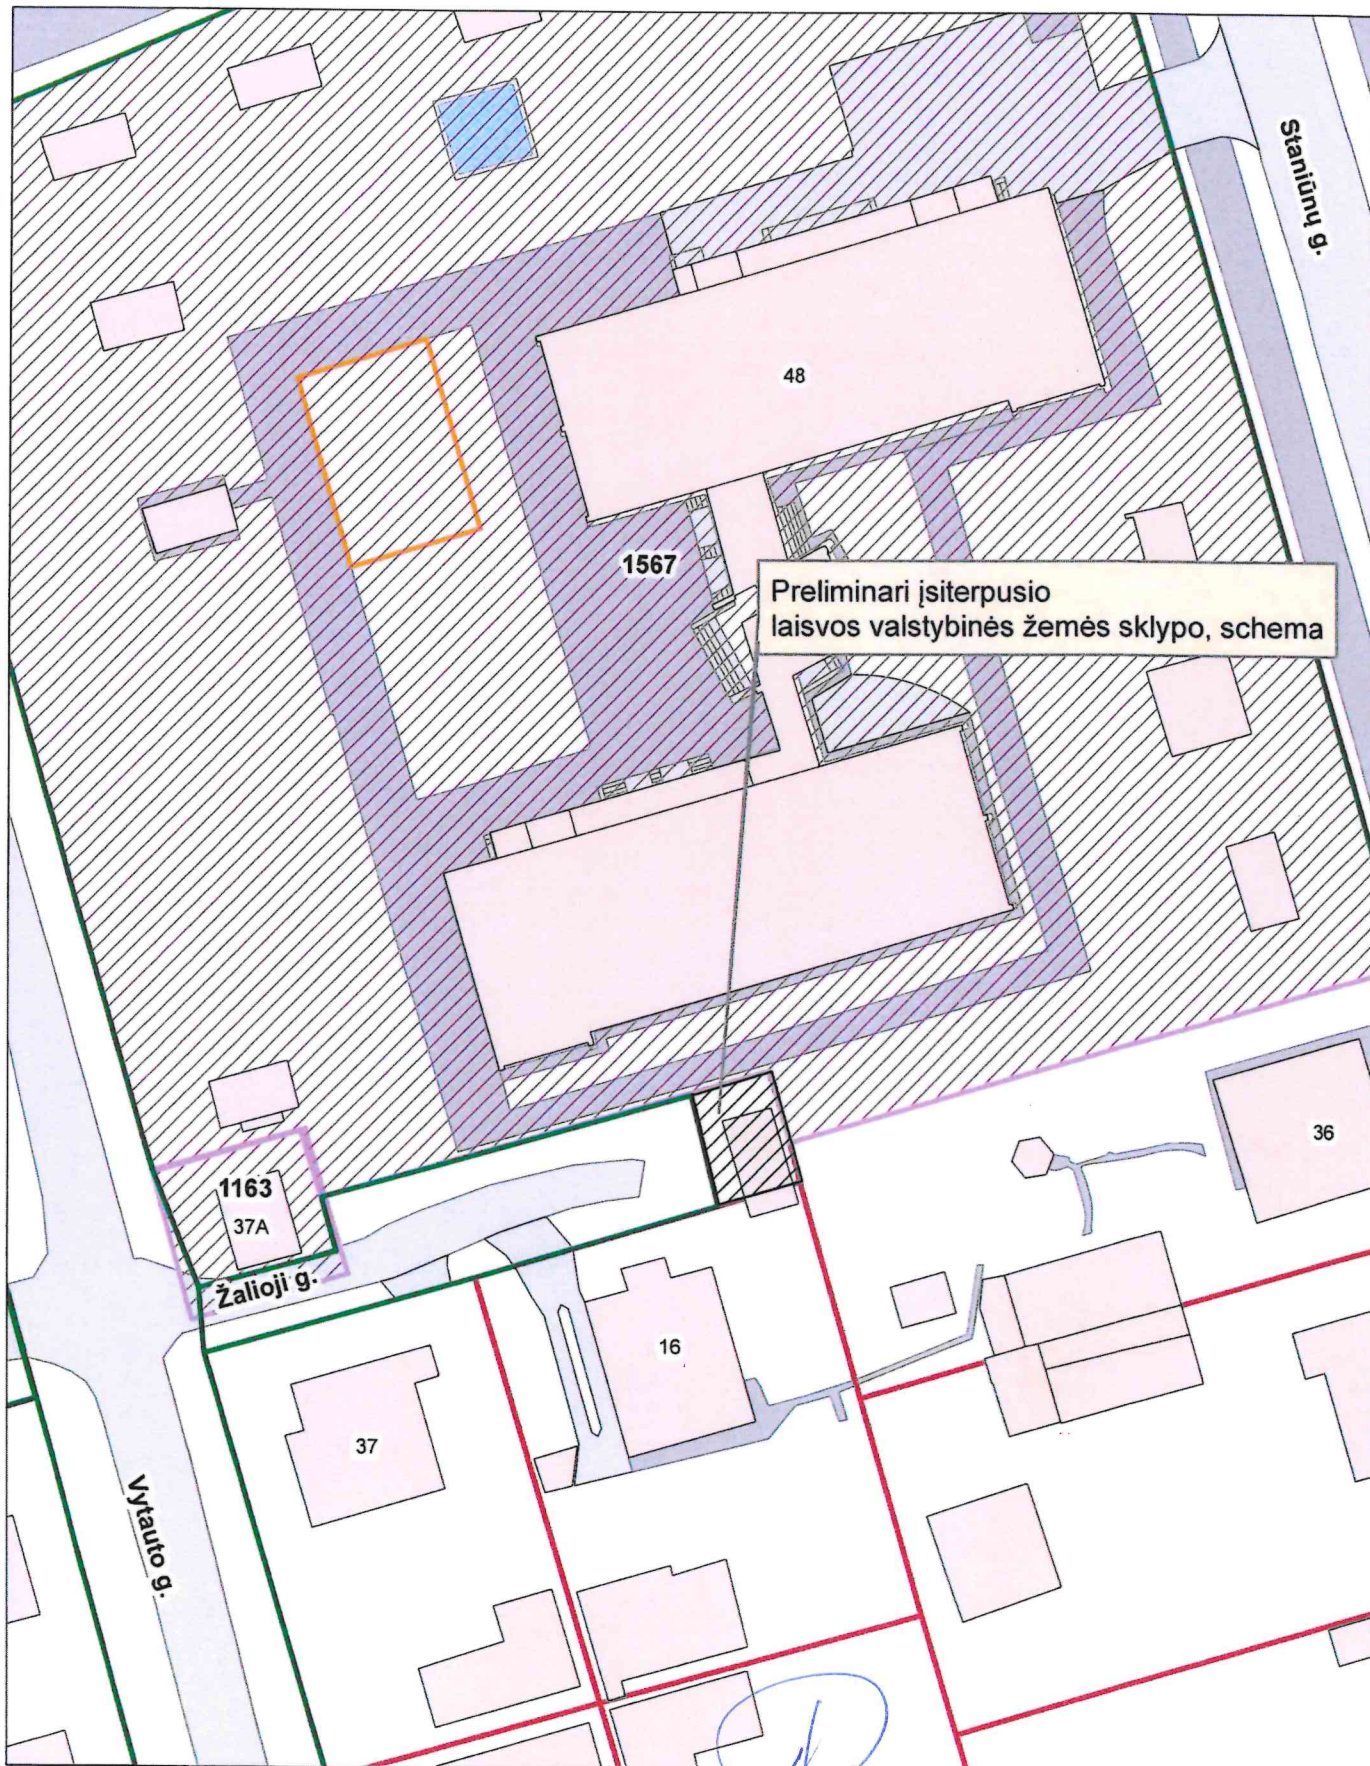 Staniūnų g.
48
1567
Preliminari įsiterpusio
laisvos valstybinės žemės sklypo, schema
36
1163
37A
Žalioji g.
16
37
Vytauto g.